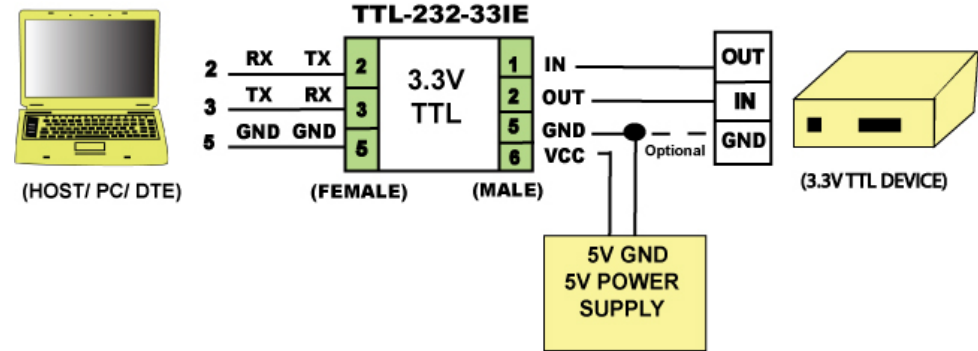 TTL-232-33IE
2 RX TX 2
3 TX RX 3
5 GND GND 5
3.3V
TTL
1 IN OUT
2 OUT IN
5 GND Optional GND
6 VCC
(HOST/ PC/ DTE)
(FEMALE)
(MALE)
(3.3V TTL DEVICE)
5V GND
5V POWER
SUPPLY